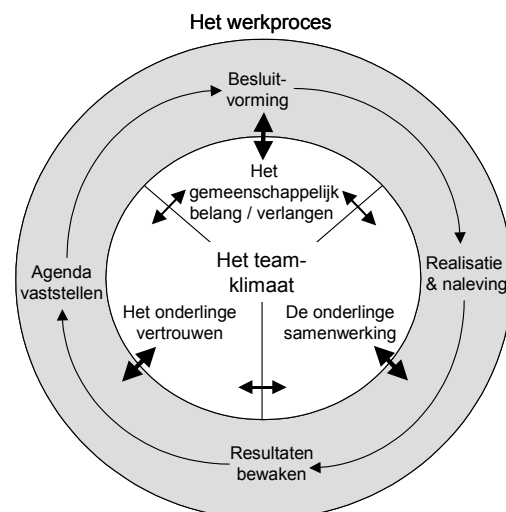 Het werkproces
Besluit-
vorming
Het
gemeenschappelijk
belang / verlangen
Het team-
klimaat
Agenda
vaststellen
Realisatie
& naleving
Het onderlinge
vertrouwen
De onderlinge
samenwerking
Resultaten
bewaken